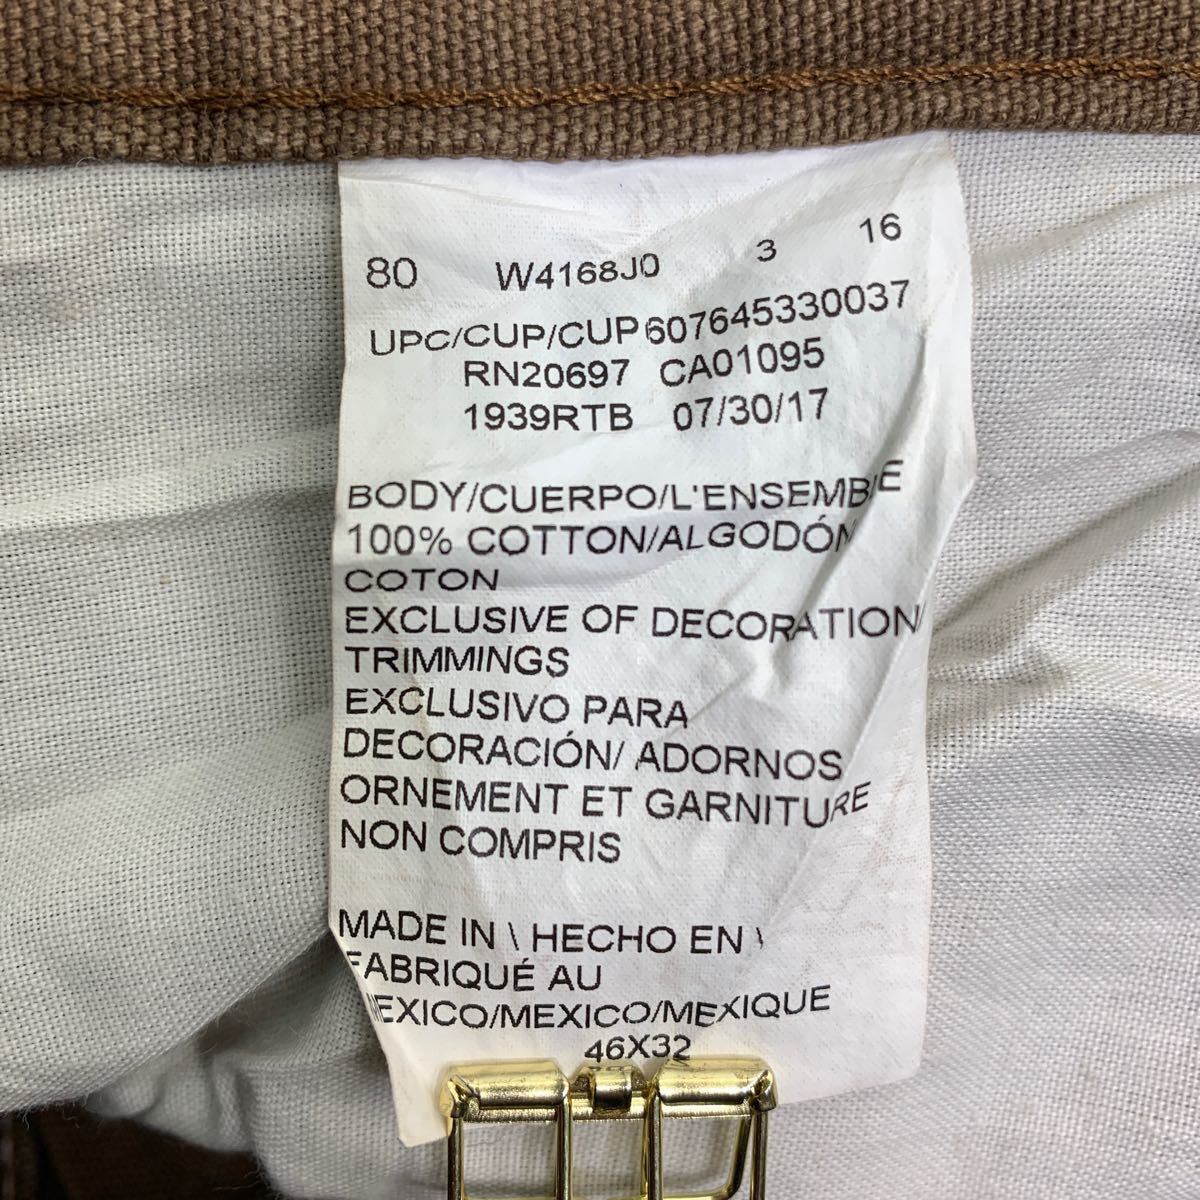 80 W4168J0 3 16
UPC/CUP/CUP 607645330037
RN20697 CA01095
1939RTB 07/30/17
BODY/CUERPO/L'ENSEMBLE
100% COTTON/ALGODÓN
COTON
EXCLUSIVE OF DECORATION/
TRIMMINGS
EXCLUSIVO PARA
DECORACIÓN/ ADORNOS
ORNEMENT ET GARNITURE
NON COMPRIS
MADE IN \ HECHO EN \
FABRIQUÉ AU
MEXICO/MEXICO/MEXIQUE
46X32